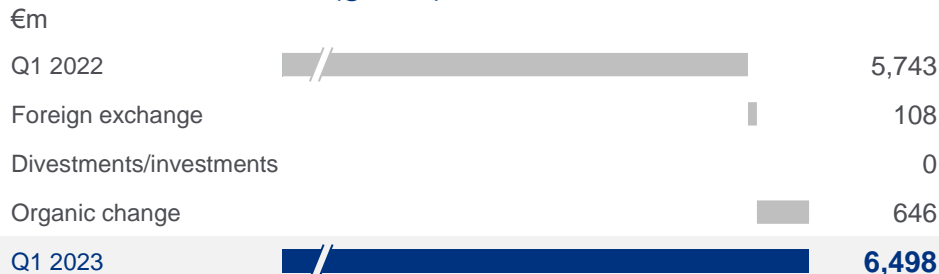 €m
Q1 2022 5,743
Foreign exchange 108
Divestments/investments 0
Organic change 646
Q1 2023 6,498